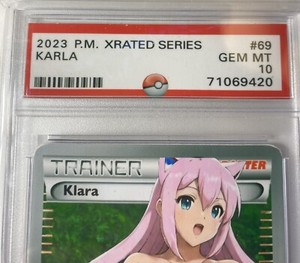 2023 P.M. XRATED SERIES #69
KARLA GEM MT
10
71069420
TRAINER
Klara